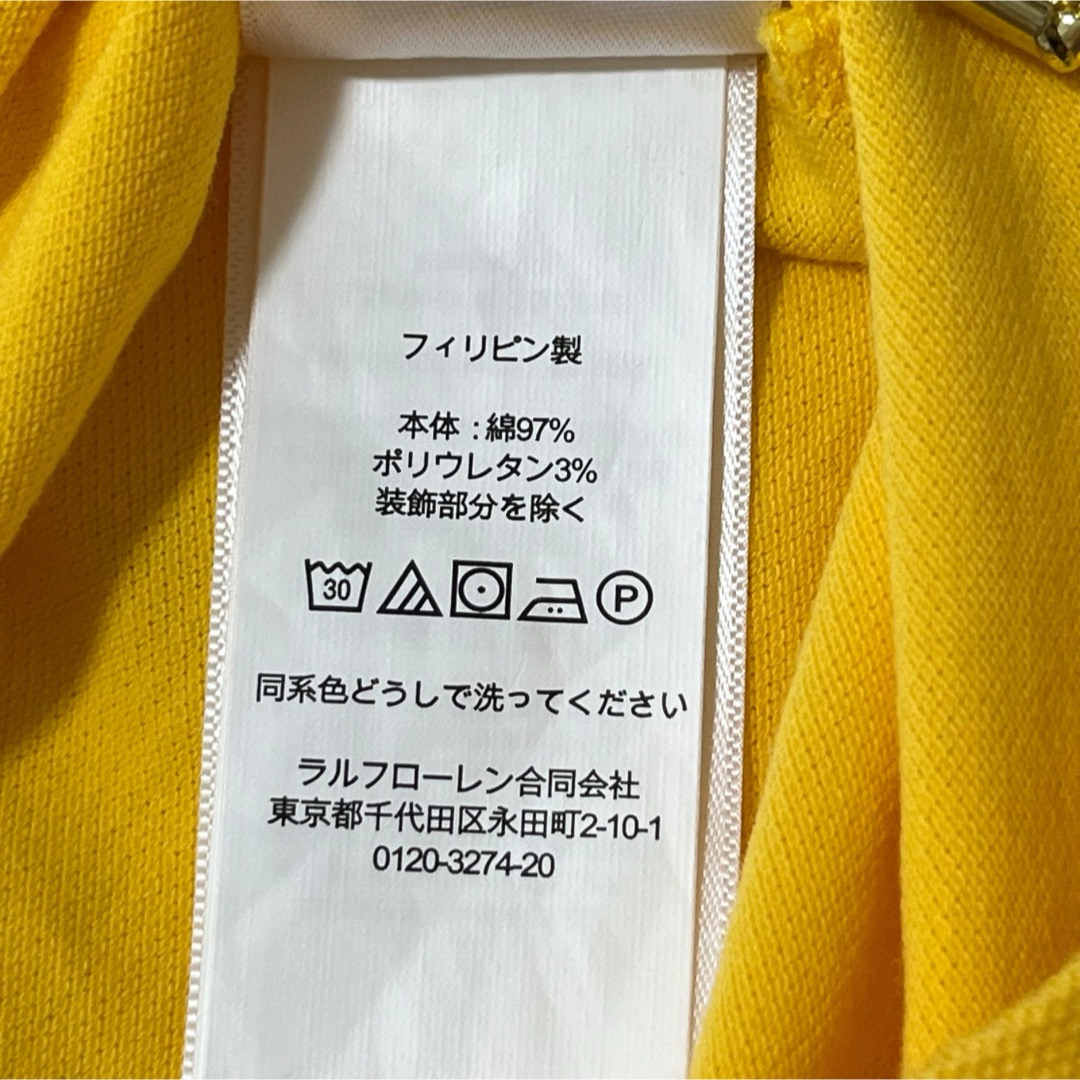 フィリピン製
本体 : 綿97%
ポリウレタン3%
装飾部分を除く
30 P
同系色どうしで洗ってください
ラルフローレン合同会社
東京都千代田区永田町2-10-1
0120-3274-20